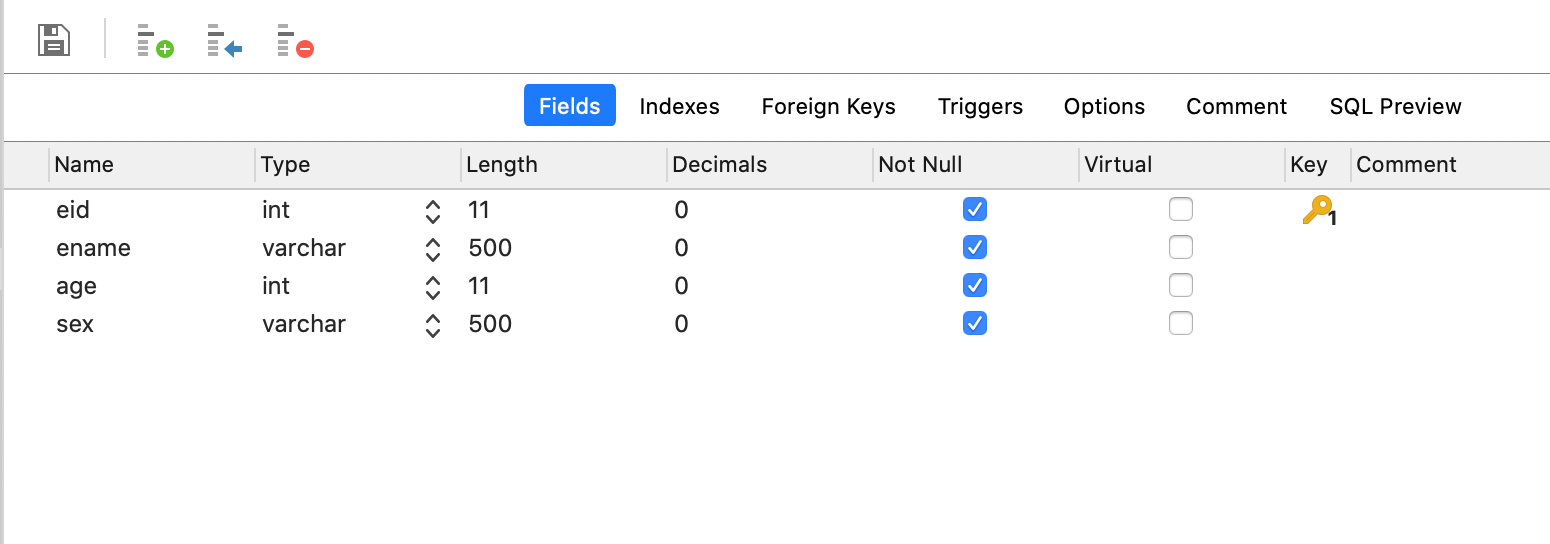 Fields Indexes Foreign Keys Triggers Options Comment SQL Preview
Name Type Length Decimals Not Null Virtual Key Comment
eid int 11 0 1
ename varchar 500 0
age int 11 0
sex varchar 500 0